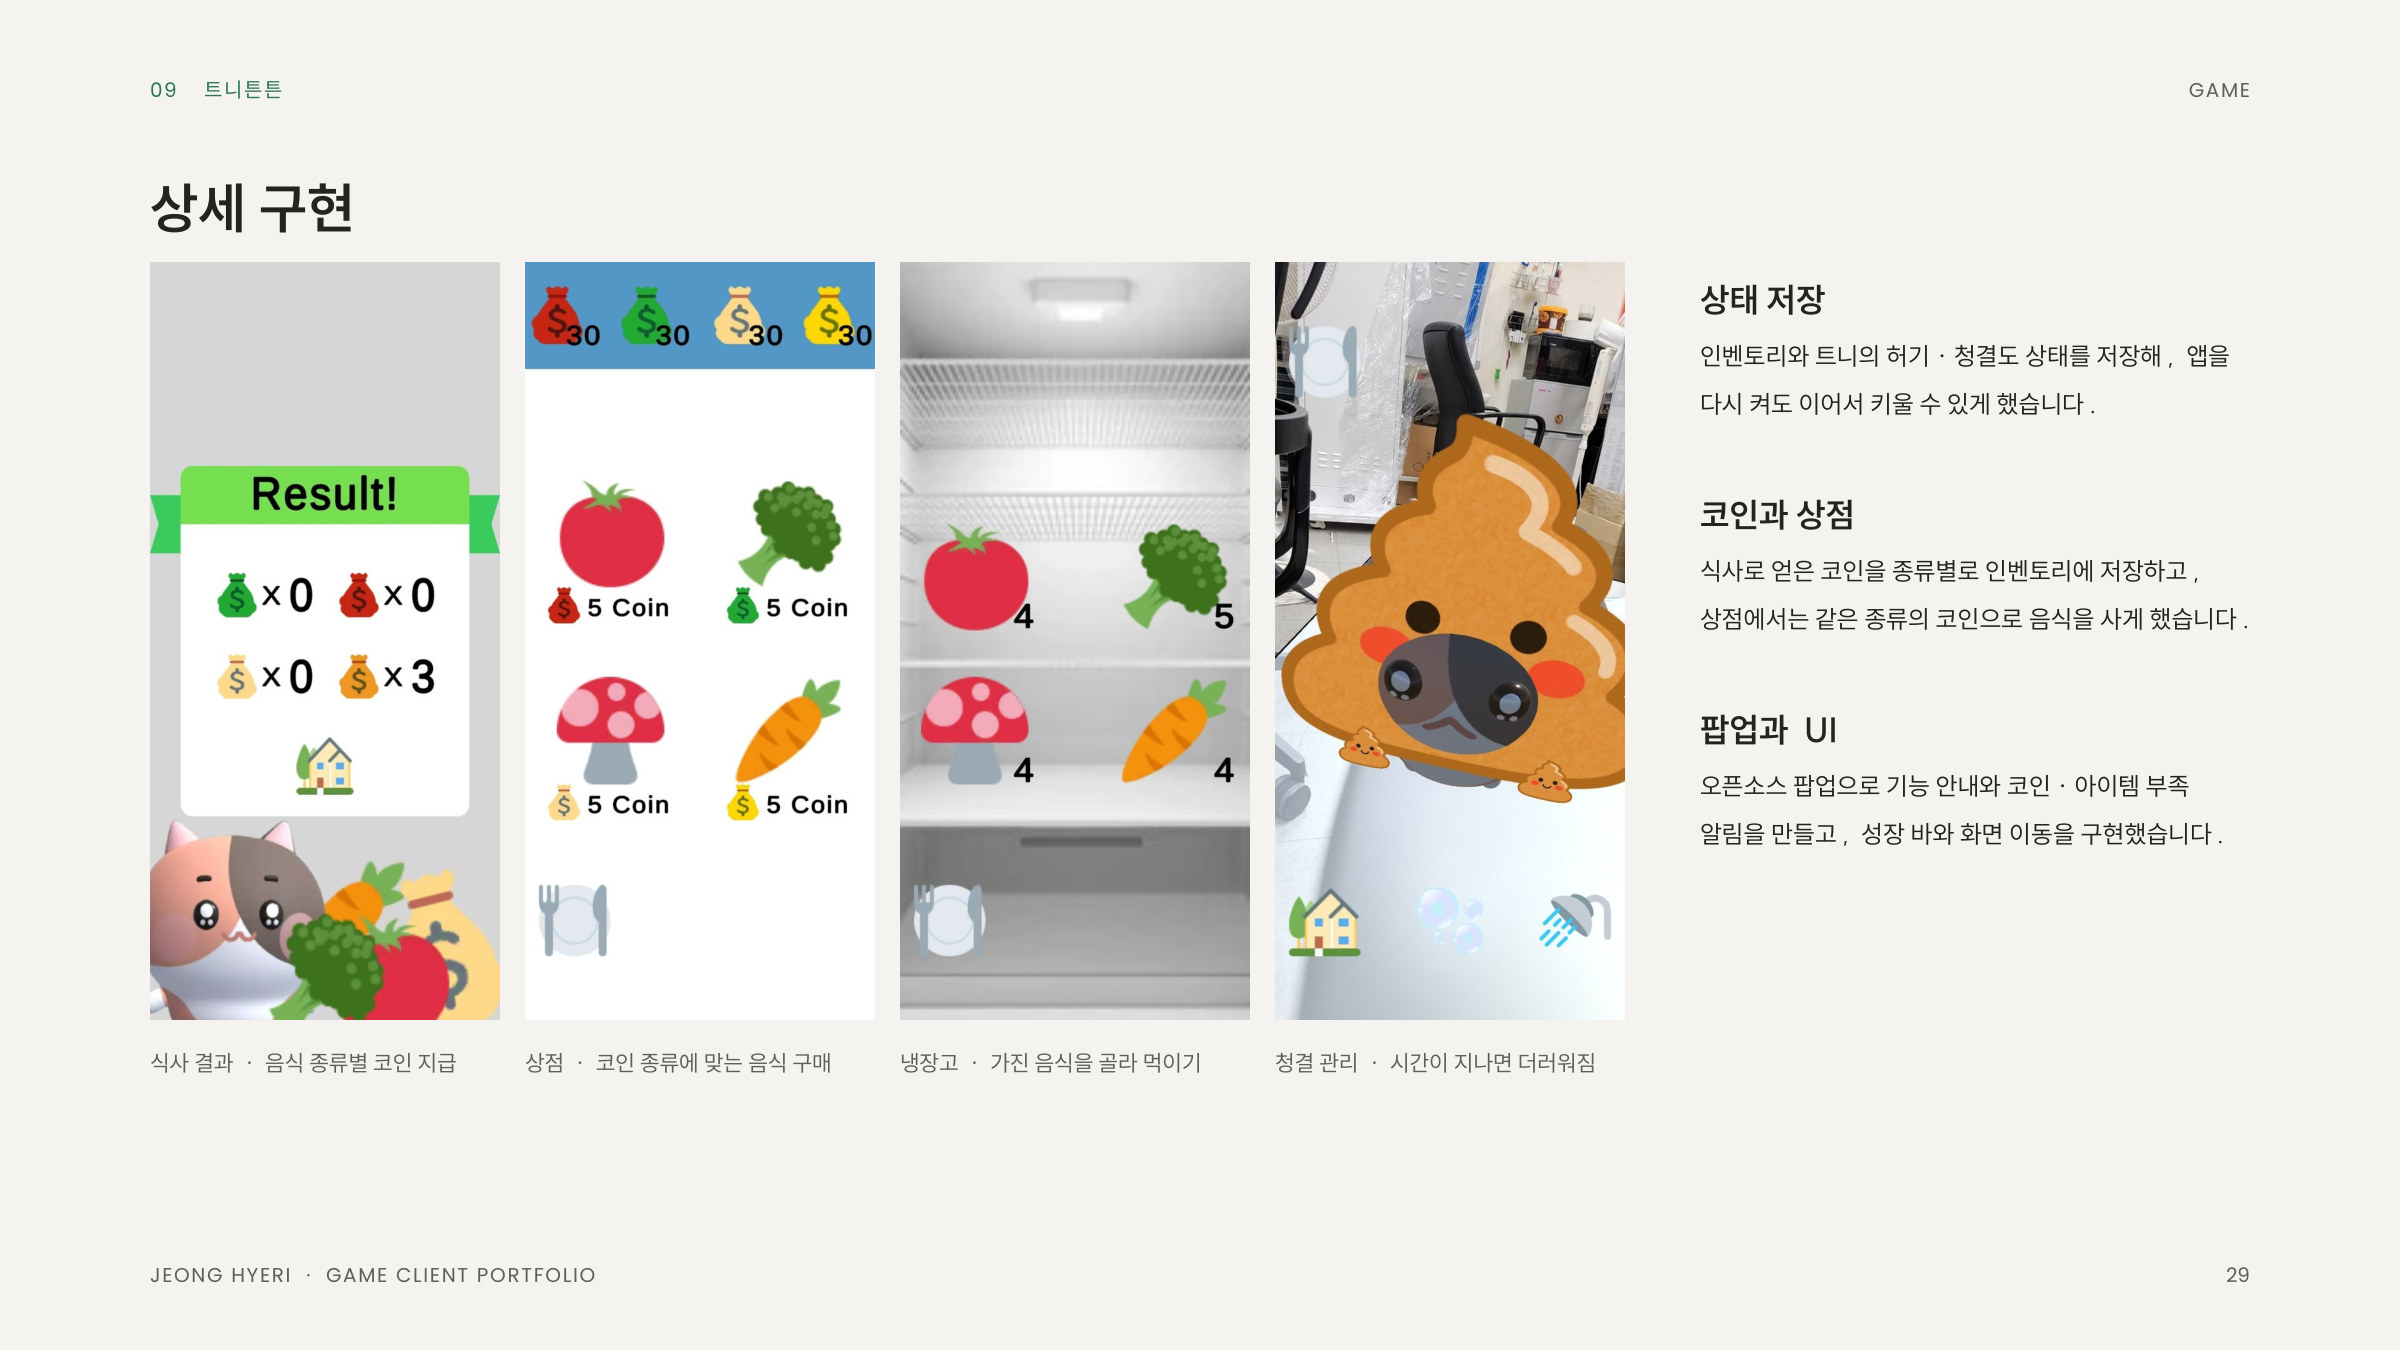 09 트니튼튼
GAME
상세 구현
Result!
x 0 x 0
x 0 x 3
30 30 30 30
5 Coin 5 Coin
5 Coin 5 Coin
4 5
4 4
식사 결과 · 음식 종류별 코인 지급
상점 · 코인 종류에 맞는 음식 구매
냉장고 · 가진 음식을 골라 먹이기
청결 관리 · 시간이 지나면 더러워짐
상태 저장
인벤토리와 트니의 허기 · 청결도 상태를 저장해 , 앱을
다시 켜도 이어서 키울 수 있게 했습니다 .
코인과 상점
식사로 얻은 코인을 종류별로 인벤토리에 저장하고 ,
상점에서는 같은 종류의 코인으로 음식을 사게 했습니다 .
팝업과 UI
오픈소스 팝업으로 기능 안내와 코인 · 아이템 부족
알림을 만들고 , 성장 바와 화면 이동을 구현했습니다 .
JEONG HYERI · GAME CLIENT PORTFOLIO
29